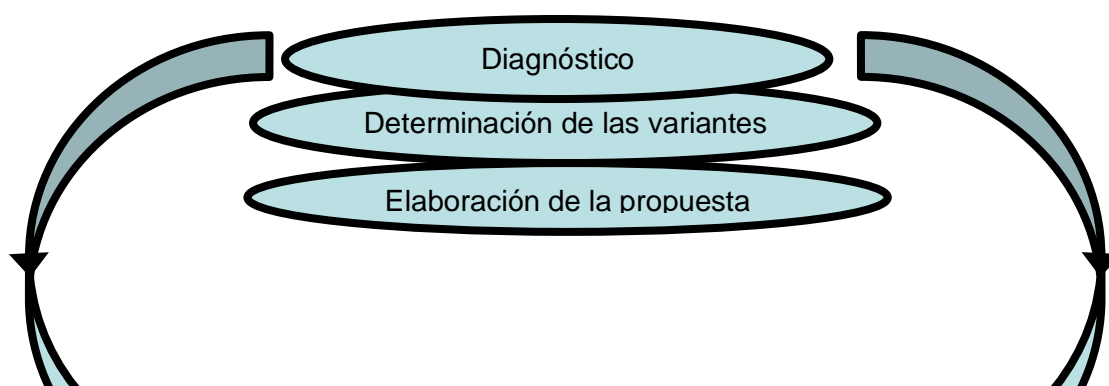 Diagnóstico
Determinación de las variantes
Elaboración de la propuesta